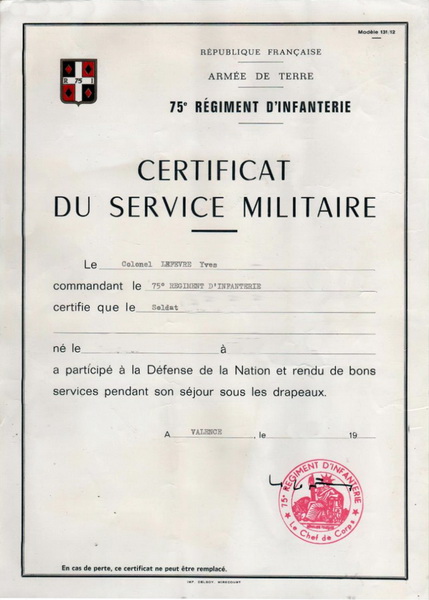 Modèle 131/12
RÉPUBLIQUE FRANÇAISE
ARMÉE DE TERRE
R 75 I
75e RÉGIMENT D'INFANTERIE
CERTIFICAT
DU SERVICE MILITAIRE
Le Colonel LEFEVRE Yves
commandant le 75e REGIMENT D'INFANTERIE
certifie que le Soldat
né le à
a participé à la Défense de la Nation et rendu de bons
services pendant son séjour sous les drapeaux.
A VALENCE, le 19
75e RÉGIMENT D'INFANTERIE
Le Chef de Corps
En cas de perte, ce certificat ne peut être remplacé.